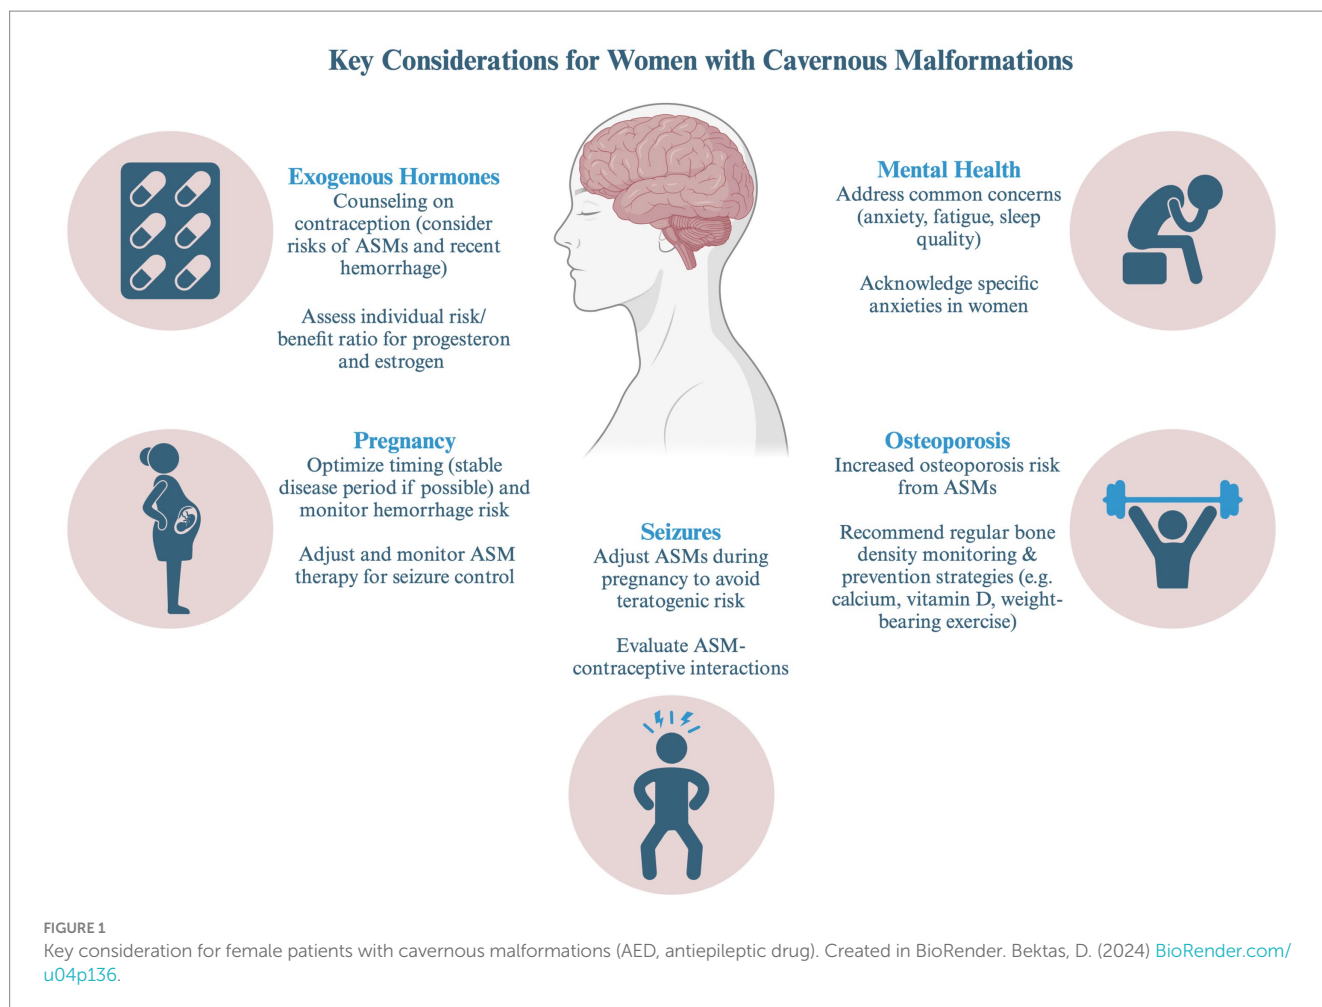 Key Considerations for Women with Cavernous Malformations
Exogenous Hormones
Counseling on
contraception (consider
risks of ASMs and recent
hemorrhage)
Assess individual risk/
benefit ratio for progesteron
and estrogen
Mental Health
Address common concerns
(anxiety, fatigue, sleep
quality)
Acknowledge specific
anxieties in women
Pregnancy
Optimize timing (stable
disease period if possible) and
monitor hemorrhage risk
Adjust and monitor ASM
therapy for seizure control
Seizures
Adjust ASMs during
pregnancy to avoid
teratogenic risk
Evaluate ASM-
contraceptive interactions
Osteoporosis
Increased osteoporosis risk
from ASMs
Recommend regular bone
density monitoring &
prevention strategies (e.g.
calcium, vitamin D, weight-
bearing exercise)
FIGURE 1
Key consideration for female patients with cavernous malformations (AED, antiepileptic drug). Created in BioRender. Bektas, D. (2024) BioRender.com/
u04p136.